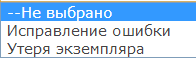 --Не выбрано
Исправление ошибки
Утеря экземпляра